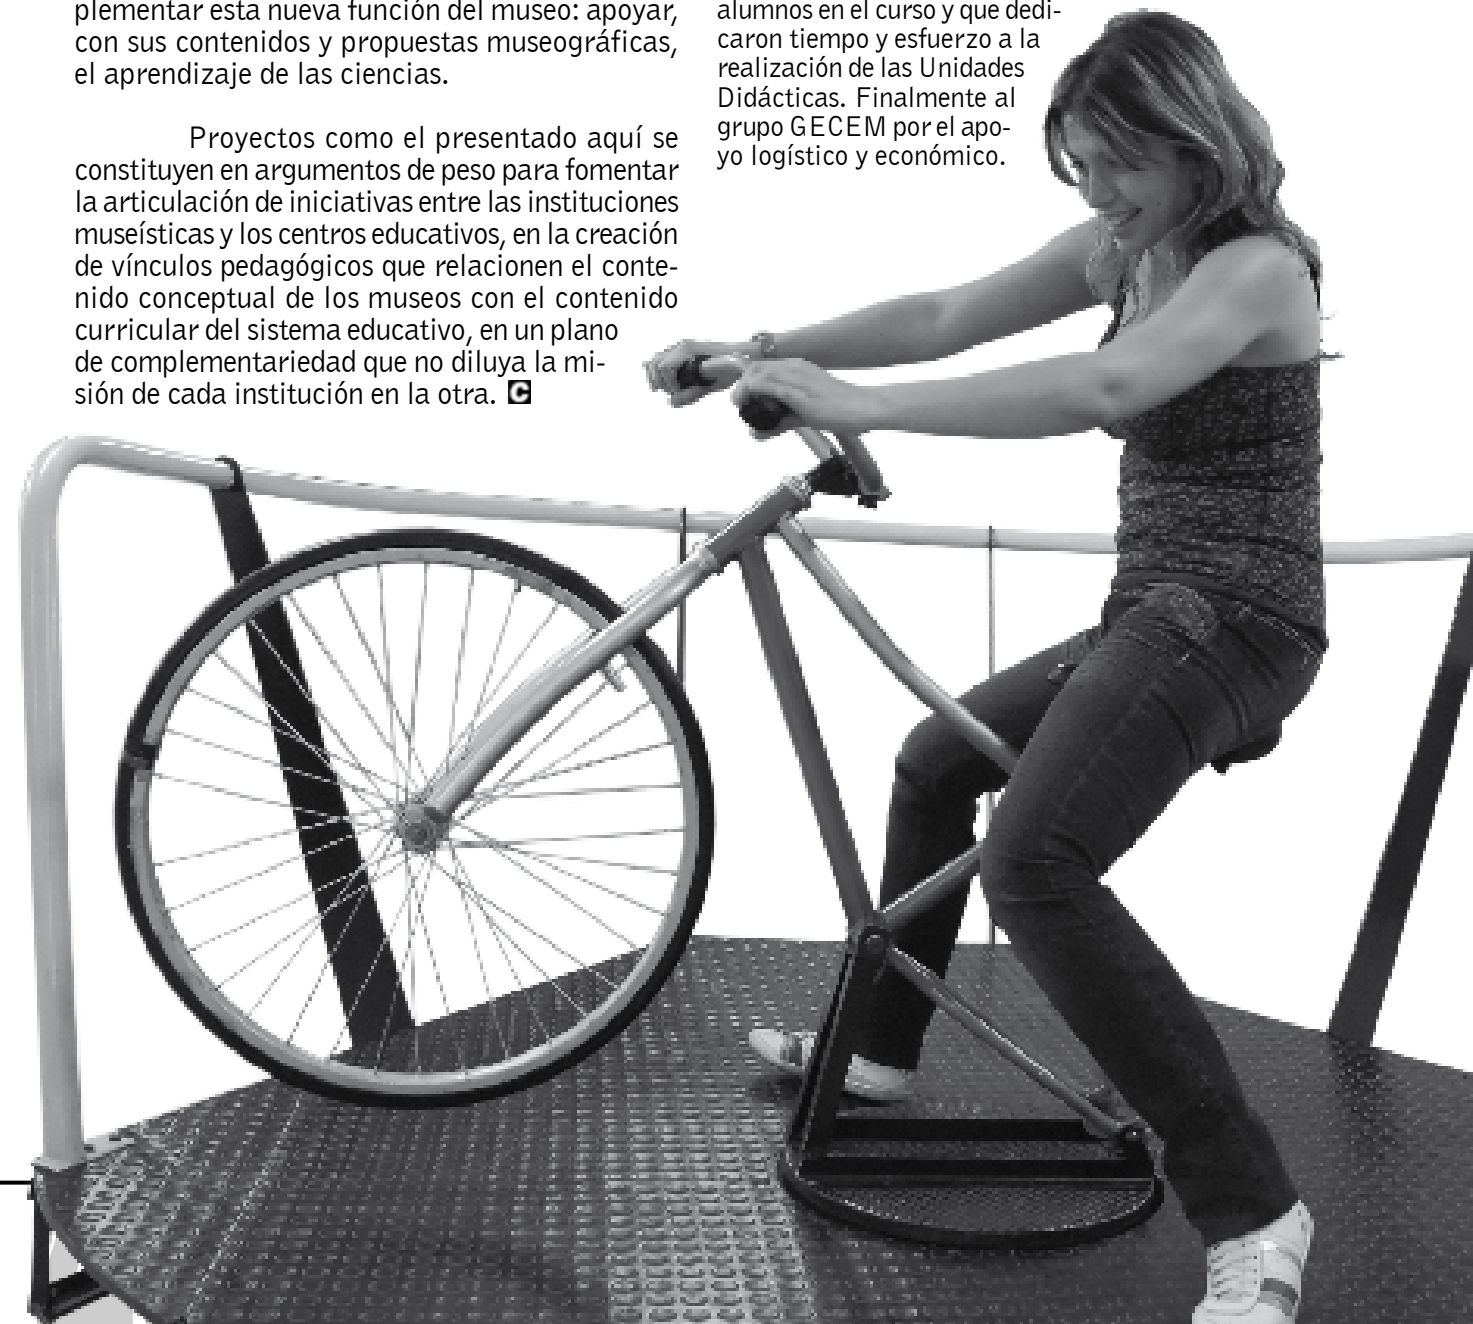 plementar esta nueva función del museo: apoyar,
con sus contenidos y propuestas museográficas,
el aprendizaje de las ciencias.
Proyectos como el presentado aquí se
constituyen en argumentos de peso para fomentar
la articulación de iniciativas entre las instituciones
museísticas y los centros educativos, en la creación
de vínculos pedagógicos que relacionen el conte-
nido conceptual de los museos con el contenido
curricular del sistema educativo, en un plano
de complementariedad que no diluya la mi-
sión de cada institución en la otra. C
alumnos en el curso y que dedi-
caron tiempo y esfuerzo a la
realización de las Unidades
Didácticas. Finalmente al
grupo GECEM por el apo-
yo logístico y económico.